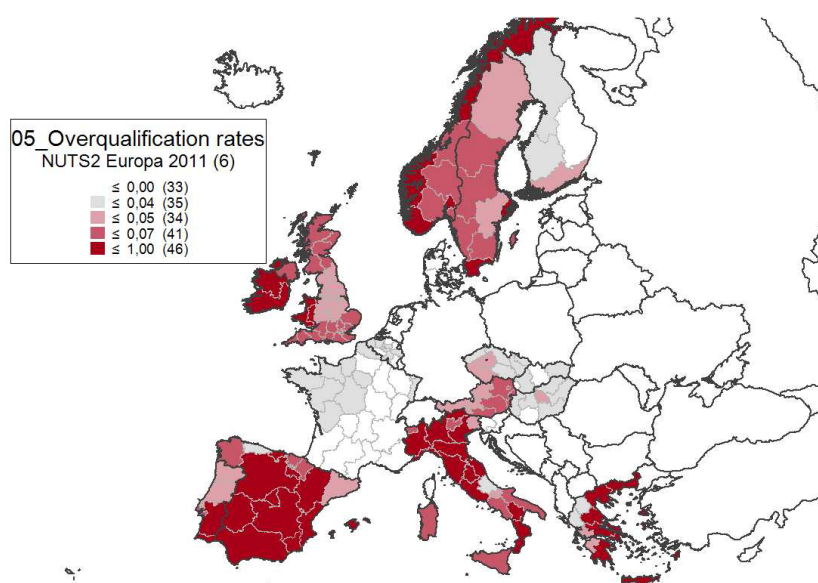 05_Overqualification rates
NUTS2 Europa 2011 (6)
≤ 0,00 (33)
≤ 0,04 (35)
≤ 0,05 (34)
≤ 0,07 (41)
≤ 1,00 (46)